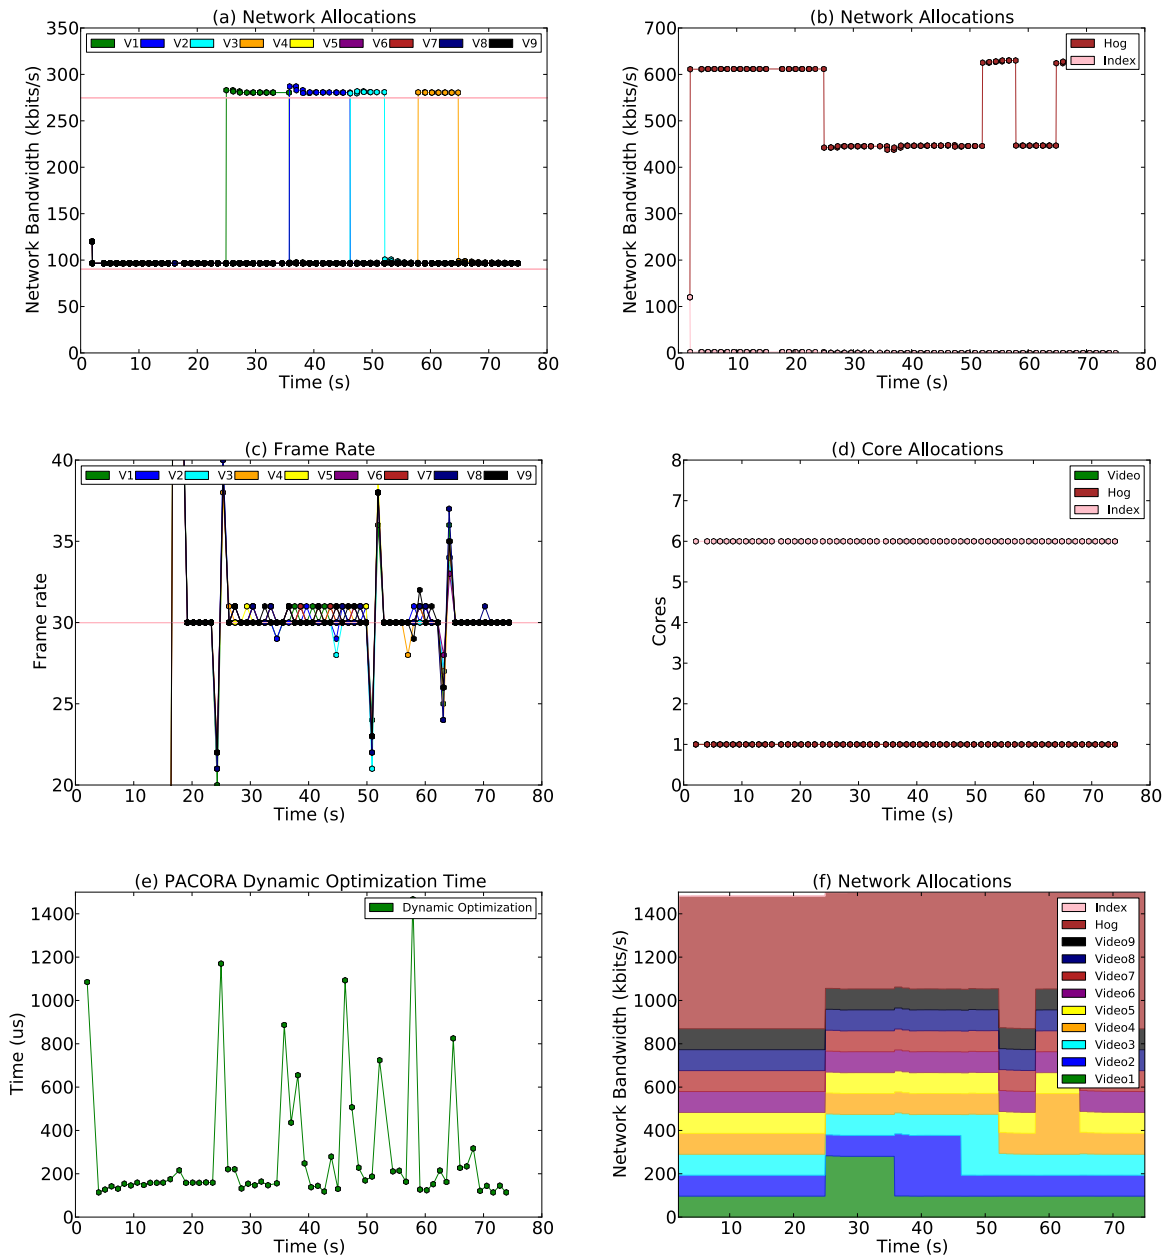 (a) Network Allocations
Network Bandwidth (kbits/s)
350
300
250
200
150
100
50
0
V1 V2 V3 V4 V5 V6 V7 V8 V9
0 10 20 30 40 50 60 70 80
Time (s)
(b) Network Allocations
Network Bandwidth (kbits/s)
700
600
500
400
300
200
100
0
Hog
Index
0 10 20 30 40 50 60 70 80
Time (s)
(c) Frame Rate
Frame rate
40
35
30
25
20
V1 V2 V3 V4 V5 V6 V7 V8 V9
0 10 20 30 40 50 60 70 80
Time (s)
(d) Core Allocations
Cores
8
7
6
5
4
3
2
1
0
Video
Hog
Index
0 10 20 30 40 50 60 70 80
Time (s)
(e) PACORA Dynamic Optimization Time
Time (us)
1400
1200
1000
800
600
400
200
0
Dynamic Optimization
0 10 20 30 40 50 60 70 80
Time (s)
(f) Network Allocations
Network Bandwidth (kbits/s)
1400
1200
1000
800
600
400
200
0
Index
Hog
Video9
Video8
Video7
Video6
Video5
Video4
Video3
Video2
Video1
10 20 30 40 50 60 70
Time (s)